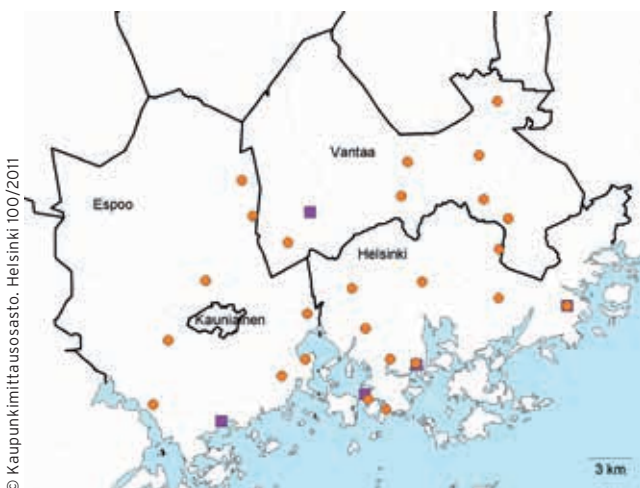 Vantaa
Espoo
Helsinki
Kauniainen
3 km
© Kaupunkimittausosasto. Helsinki 100/2011